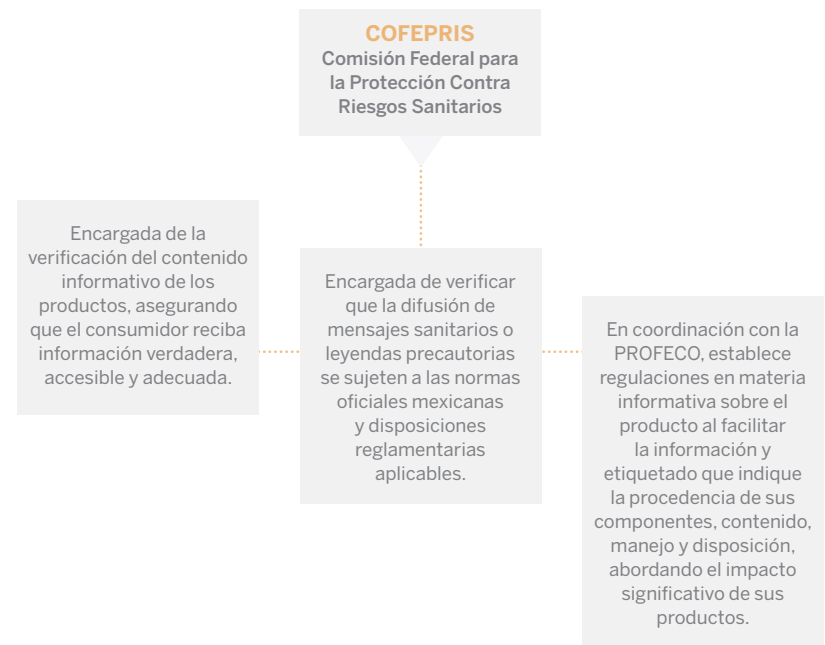 COFEPRIS
Comisión Federal para
la Protección Contra
Riesgos Sanitarios
Encargada de la
verificación del contenido
informativo de los
productos, asegurando
que el consumidor reciba
información verdadera,
accesible y adecuada.
Encargada de verificar
que la difusión de
mensajes sanitarios o
leyendas precautorias
se sujeten a las normas
oficiales mexicanas
y disposiciones
reglamentarias
aplicables.
En coordinación con la
PROFECO, establece
regulaciones en materia
informativa sobre el
producto al facilitar
la información y
etiquetado que indique
la procedencia de sus
componentes, contenido,
manejo y disposición,
abordando el impacto
significativo de sus
productos.